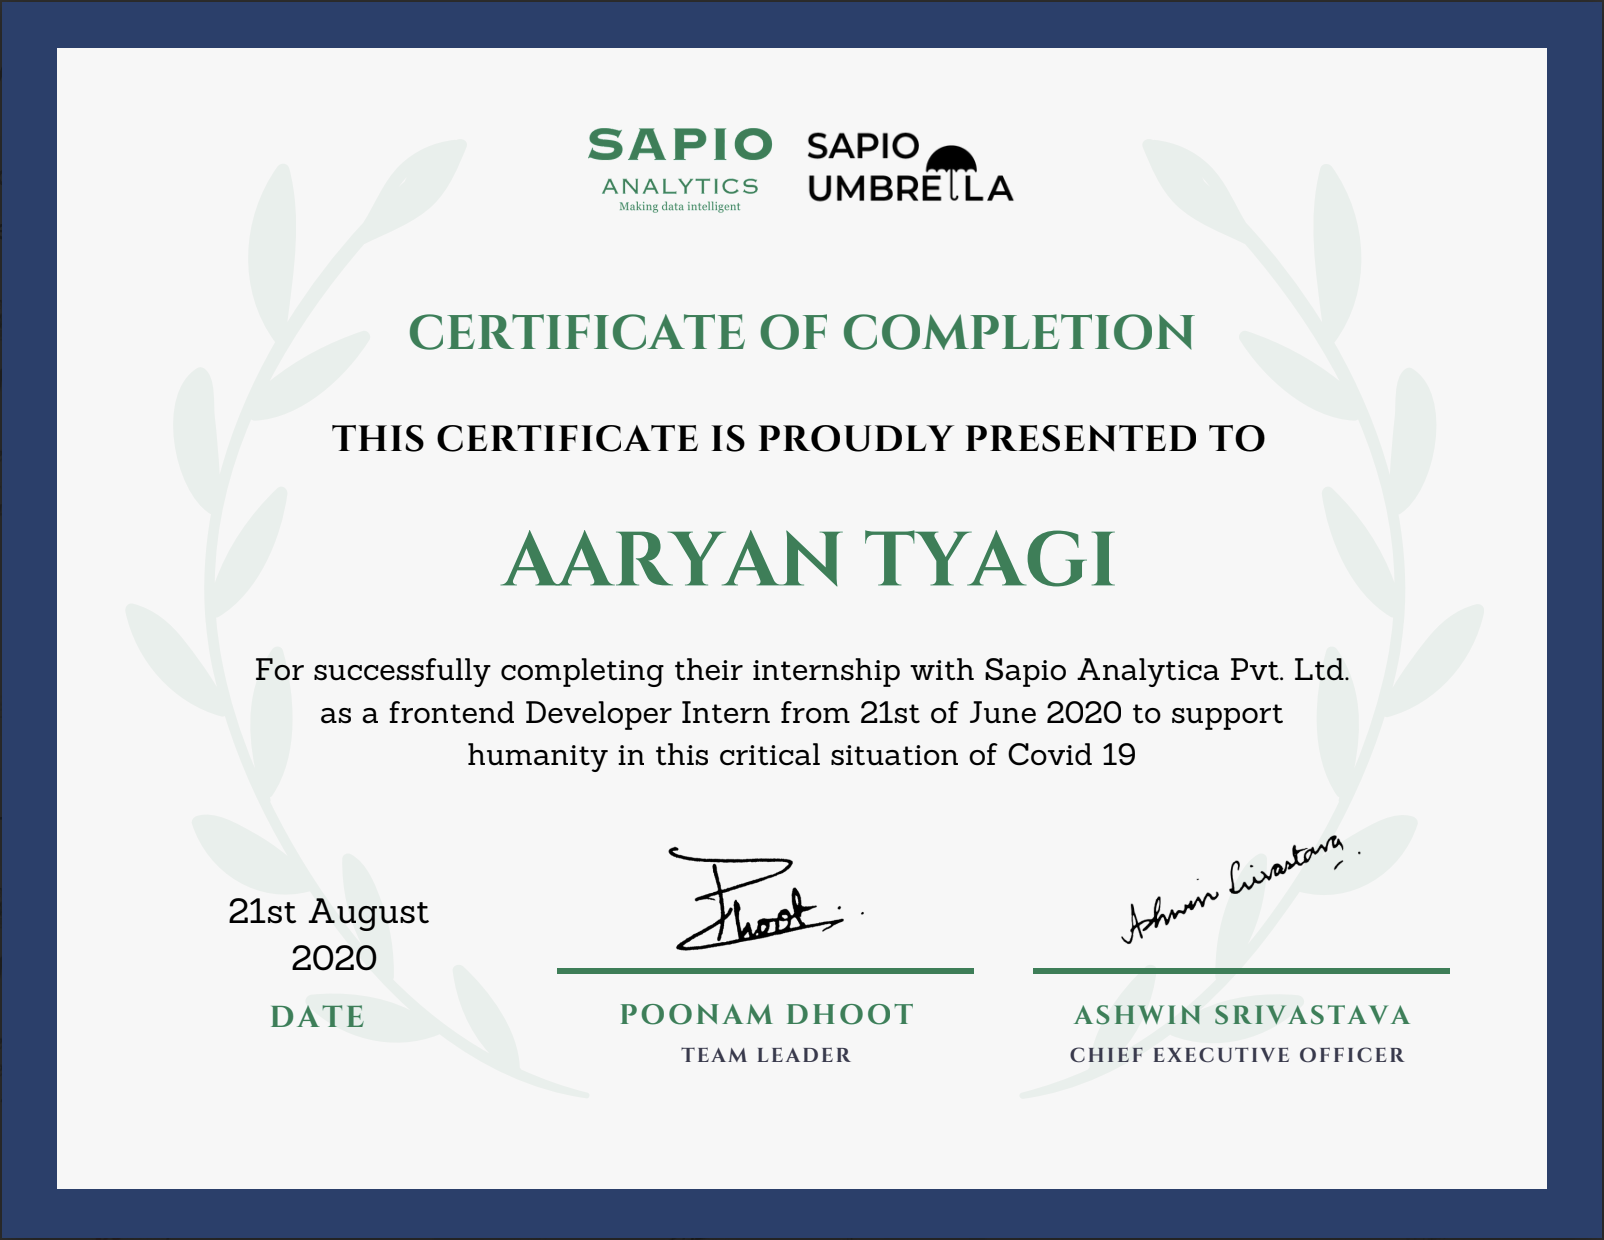 SAPIO
ANALYTICS
Making data intelligent
SAPIO
UMBRELLA
CERTIFICATE OF COMPLETION
THIS CERTIFICATE IS PROUDLY PRESENTED TO
AARYAN TYAGI
For successfully completing their internship with Sapio Analytica Pvt. Ltd.
as a frontend Developer Intern from 21st of June 2020 to support
humanity in this critical situation of Covid 19
21st August
2020
DATE
Dhoot
POONAM DHOOT
TEAM LEADER
Ashwin Srivastava
ASHWIN SRIVASTAVA
CHIEF EXECUTIVE OFFICER